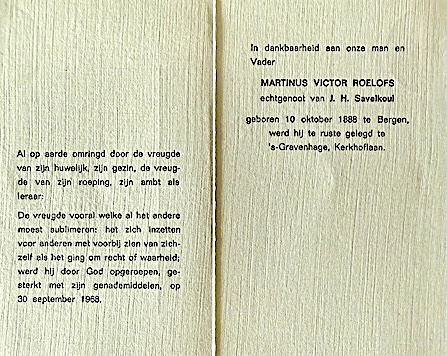 Al op aarde omringd door de vreugde
van zijn huwelijk, zijn gezin, de vreug-
de van zijn roeping, zijn ambt als
leraar:
De vreugde vooral welke al het andere
moest sublimeren: het zich inzetten
voor anderen met voorbij zien van zich-
zelf als het ging om recht of waarheid;
werd hij door God opgeroepen, ge-
sterkt met zijn genademiddelen, op
30 september 1968.
In dankbaarheid aan onze man en
Vader
MARTINUS VICTOR ROELOFS
echtgenoot van J. H. Savelkoul
geboren 10 oktober 1888 te Bergen,
werd hij te ruste gelegd te
's-Gravenhage, Kerkhoflaan.